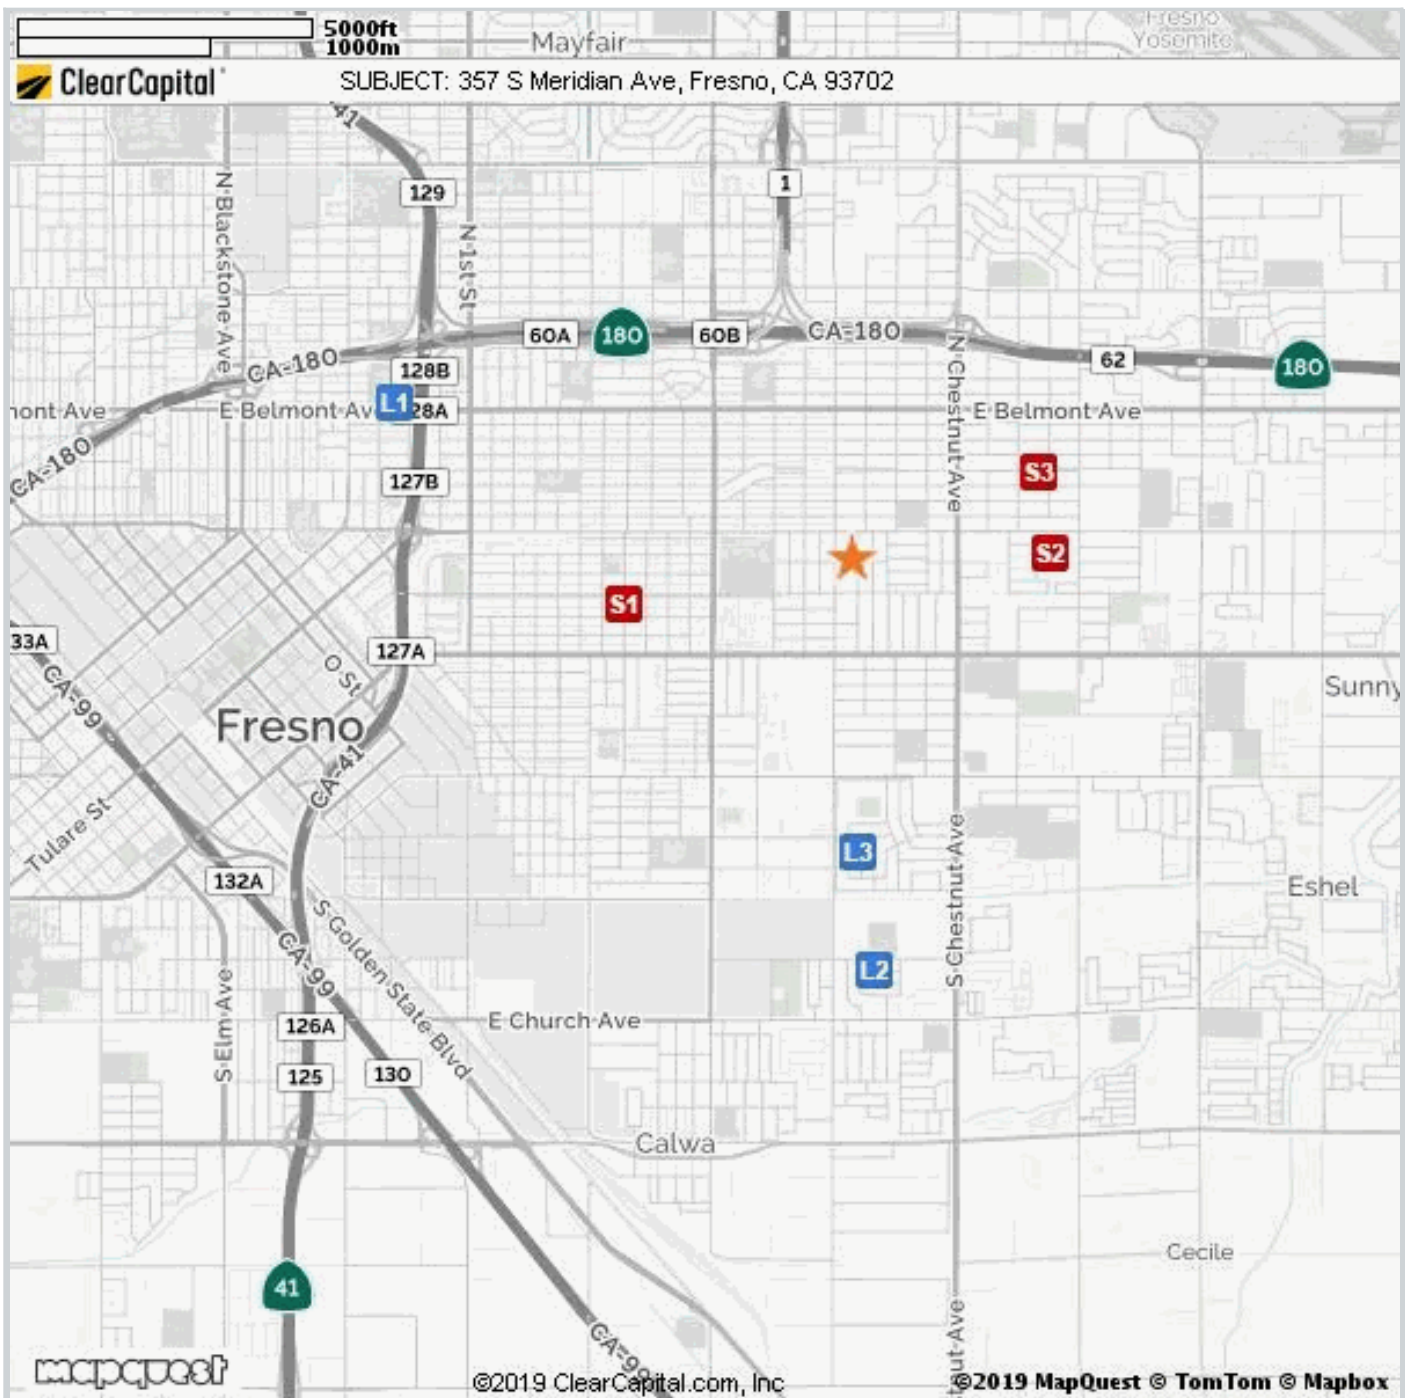 5000ft
1000m
Mayfair
Fresno
Yosemite
ClearCapital
SUBJECT: 357 S Meridian Ave, Fresno, CA 93702
41
129
1
N Blackstone Ave
N 1st St
60A
180
60B
CA-180
CA-180
62
180
128B
N Chestnut Ave
mont Ave
E Belmont Av
L1
28A
E Belmont Ave
CA-180
127B
S3
S2
S1
33A
127A
O St
CA-99
Sunny
Fresno
CA-41
Tulare St
L3
132A
S Chestnut Ave
Eshel
S Golden State Blvd
CA-99
L2
S Elm Ave
126A
E Church Ave
125
130
Calwa
Cecile
41
CA-99
nut Ave
mapquest
©2019 ClearCapital.com, Inc
©2019 MapQuest © TomTom © Mapbox